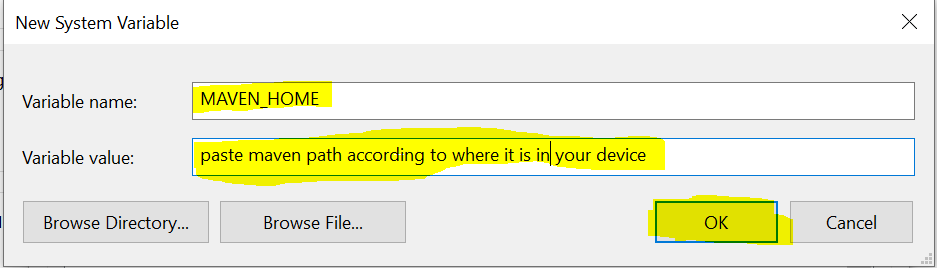 New System Variable
Variable name:
MAVEN_HOME
Variable value:
paste maven path according to where it is in your device
Browse Directory...
Browse File...
OK
Cancel